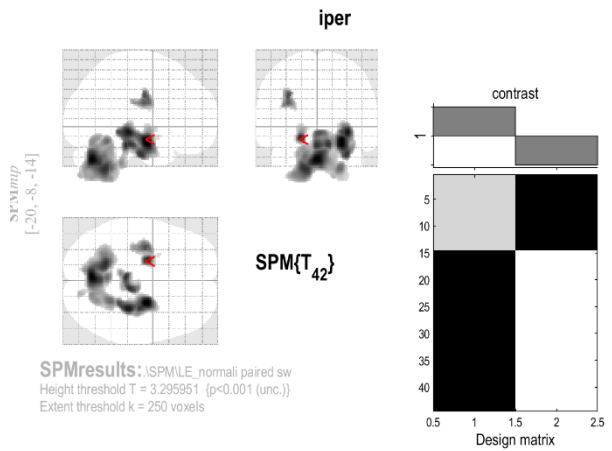 iper
SPMmip
[-20, -8, -14]
SPM{T42}
SPMresults: .\SPM\LE_normali paired sw
Height threshold T = 3.295951 {p<0.001 (unc.)}
Extent threshold k = 250 voxels
contrast
1
5
10
15
20
25
30
35
40
0.5 1 1.5 2 2.5
Design matrix